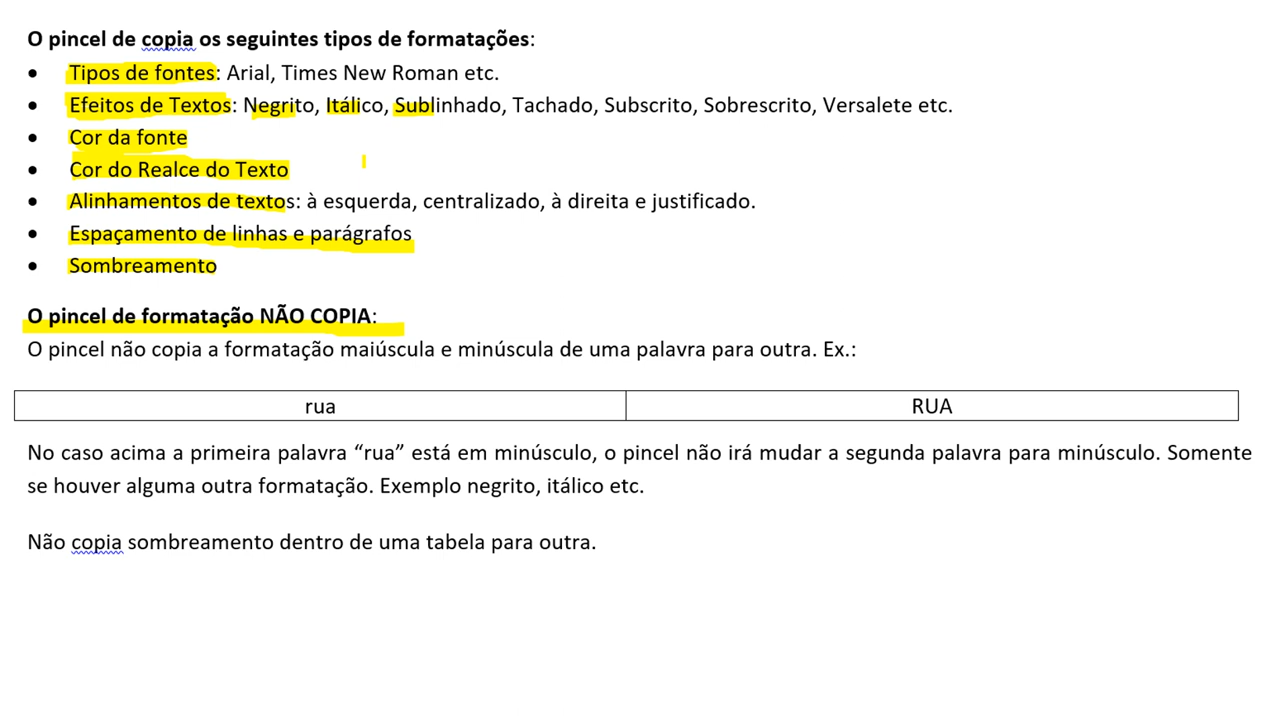 O pincel de copia os seguintes tipos de formatações:
• Tipos de fontes: Arial, Times New Roman etc.
• Efeitos de Textos: Negrito, Itálico, Sublinhado, Tachado, Subscrito, Sobrescrito, Versalete etc.
• Cor da fonte
• Cor do Realce do Texto
• Alinhamentos de textos: à esquerda, centralizado, à direita e justificado.
• Espaçamento de linhas e parágrafos
• Sombreamento
O pincel de formatação NÃO COPIA:
O pincel não copia a formatação maiúscula e minúscula de uma palavra para outra. Ex.:
rua RUA
No caso acima a primeira palavra “rua” está em minúsculo, o pincel não irá mudar a segunda palavra para minúsculo. Somente
se houver alguma outra formatação. Exemplo negrito, itálico etc.
Não copia sombreamento dentro de uma tabela para outra.